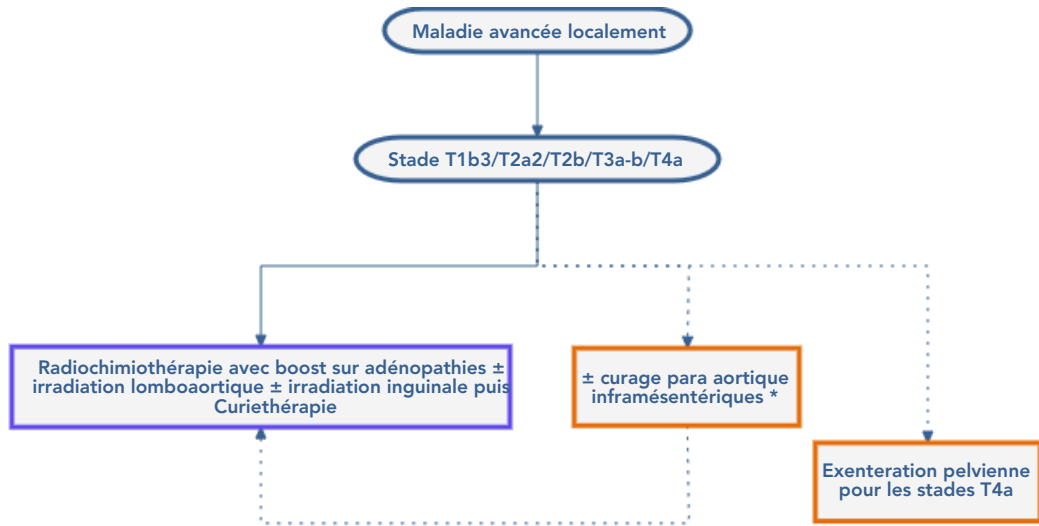 Maladie avancée localement
Stade T1b3/T2a2/T2b/T3a-b/T4a
Radiochimiothérapie avec boost sur adénopathies ±
irradiation lomboaortique ± irradiation inguinale puis
Curiethérapie
± curage para aortique
inframésentériques *
Exenteration pelvienne
pour les stades T4a